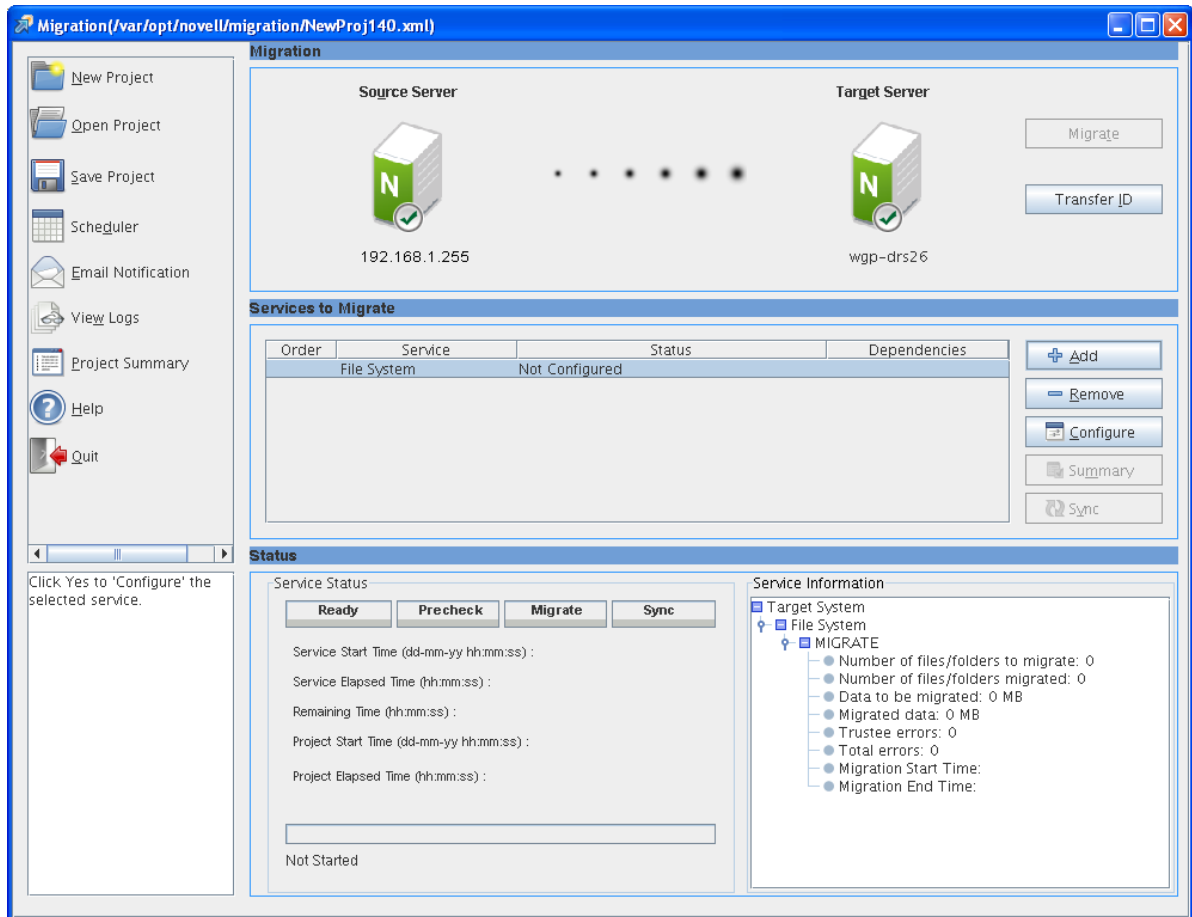 Migration(/var/opt/novell/migration/NewProj140.xml)
New Project
Open Project
Save Project
Scheduler
Email Notification
View Logs
Project Summary
Help
Quit
Click Yes to 'Configure' the
selected service.
Migration
Source Server
Target Server
N
N
192.168.1.255
wgp-drs26
Migrate
Transfer ID
Services to Migrate
Order Service Status Dependencies
File System Not Configured
Add
Remove
Configure
Summary
Sync
Status
Service Status
Ready Precheck Migrate Sync
Service Start Time (dd-mm-yy hh:mm:ss) :
Service Elapsed Time (hh:mm:ss) :
Remaining Time (hh:mm:ss) :
Project Start Time (dd-mm-yy hh:mm:ss) :
Project Elapsed Time (hh:mm:ss) :
Not Started
Service Information
Target System
File System
MIGRATE
Number of files/folders to migrate: 0
Number of files/folders migrated: 0
Data to be migrated: 0 MB
Migrated data: 0 MB
Trustee errors: 0
Total errors: 0
Migration Start Time:
Migration End Time: